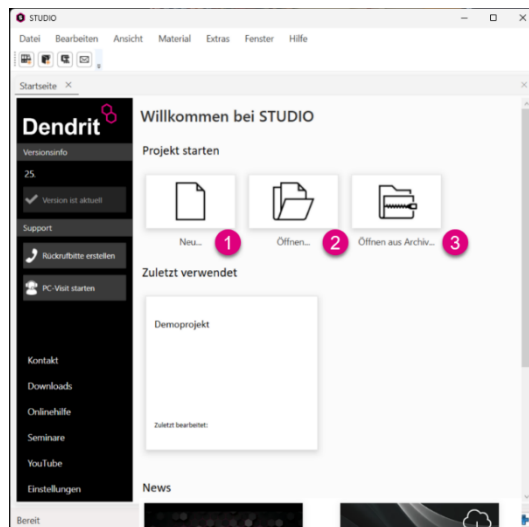 STUDIO
Datei Bearbeiten Ansicht Material Extras Fenster Hilfe
Startseite
Dendrit
Versionsinfo
25.
Version ist aktuell
Support
Rückrufbitte erstellen
PC-Visit starten
Kontakt
Downloads
Onlinehilfe
Seminare
YouTube
Einstellungen
Willkommen bei STUDIO
Projekt starten
Neu... 1 Öffnen... 2 Öffnen aus Archiv... 3
Zuletzt verwendet
Demoprojekt
Zuletzt bearbeitet:
News
Bereit